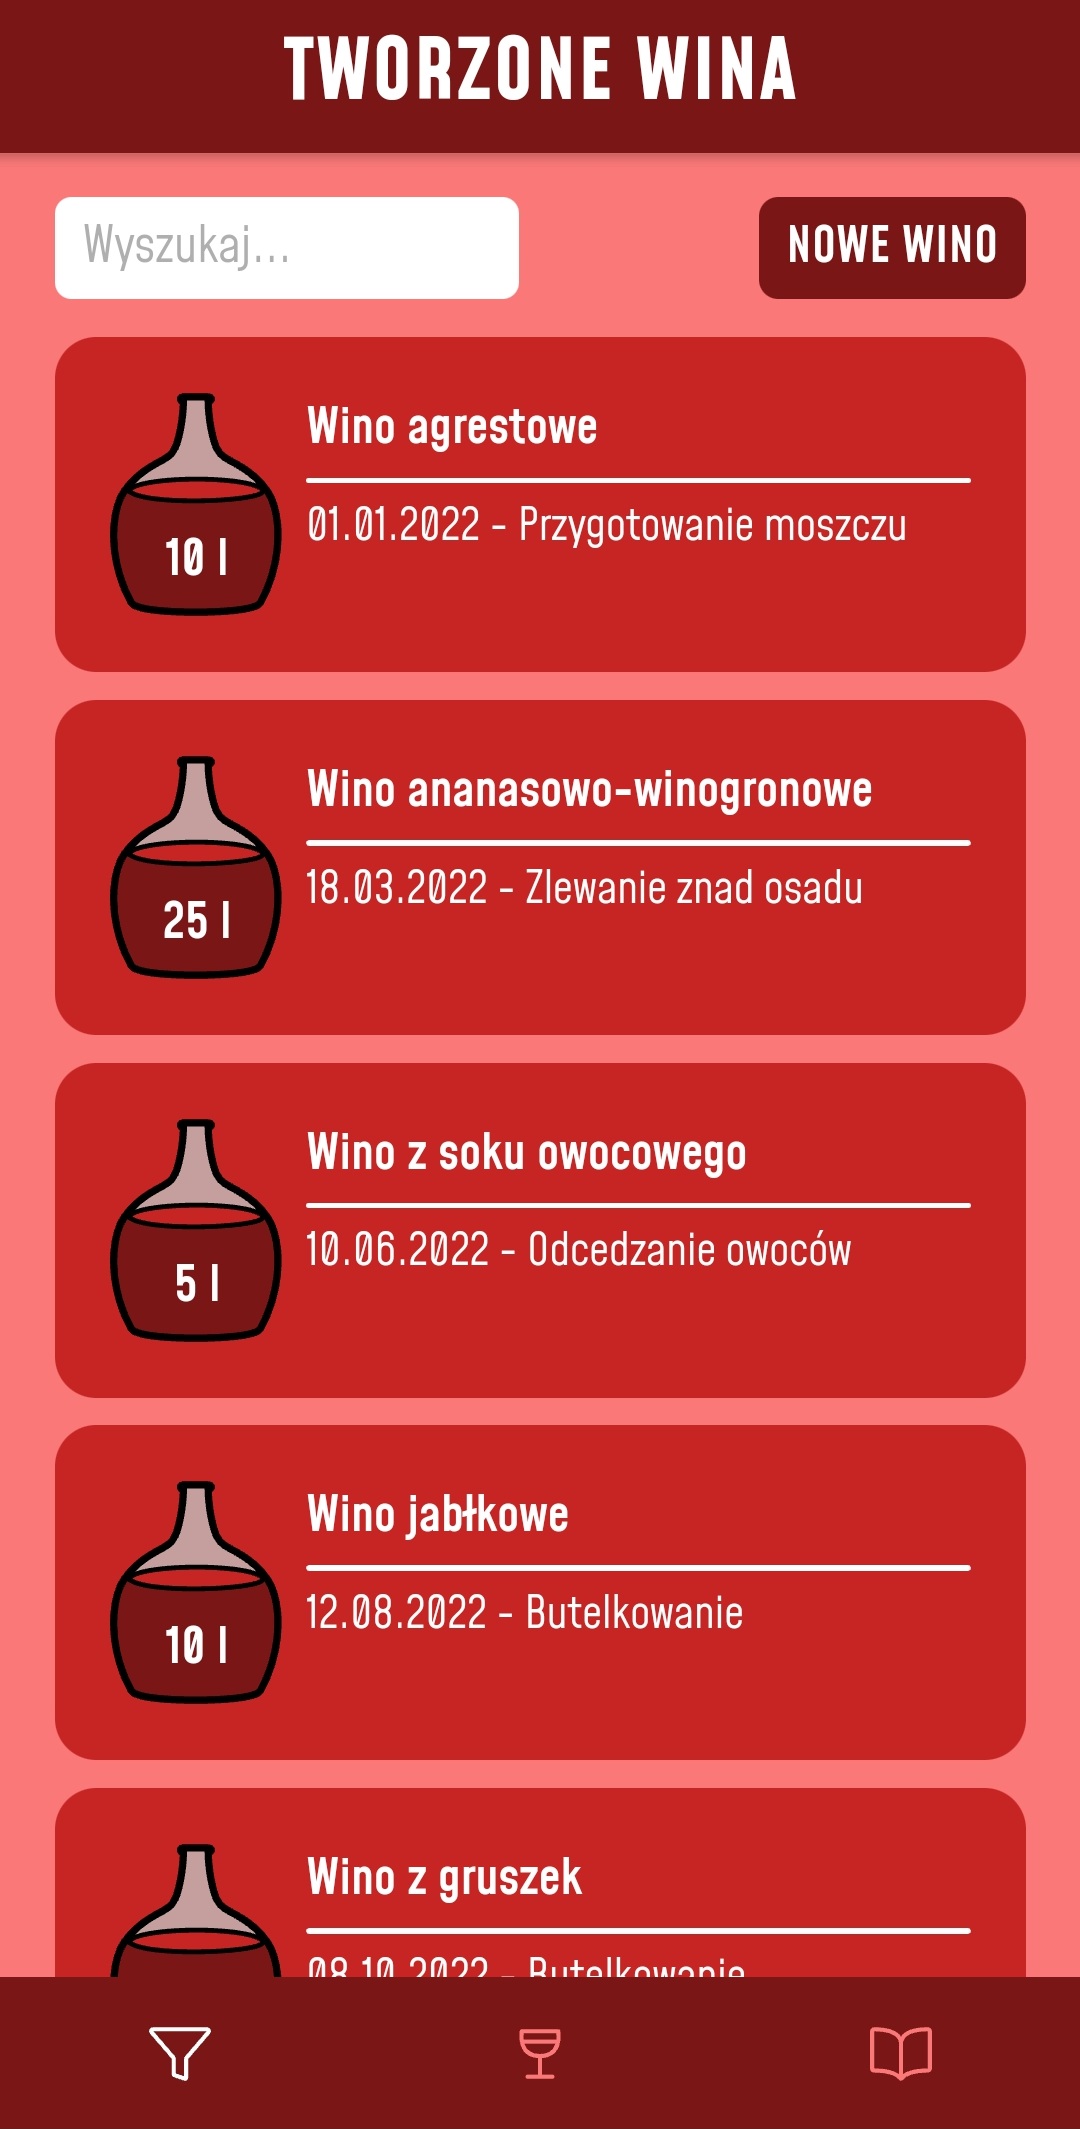 TWORZONE WINA
Wyszukaj...
NOWE WINO
Wino agrestowe
01.01.2022 - Przygotowanie moszczu
10 l
Wino ananasowo-winogronowe
18.03.2022 - Zlewanie znad osadu
25 l
Wino z soku owocowego
10.06.2022 - Odcedzanie owoców
5 l
Wino jabłkowe
12.08.2022 - Butelkowanie
10 l
Wino z gruszek
08.10.2022 - Butelkowanie